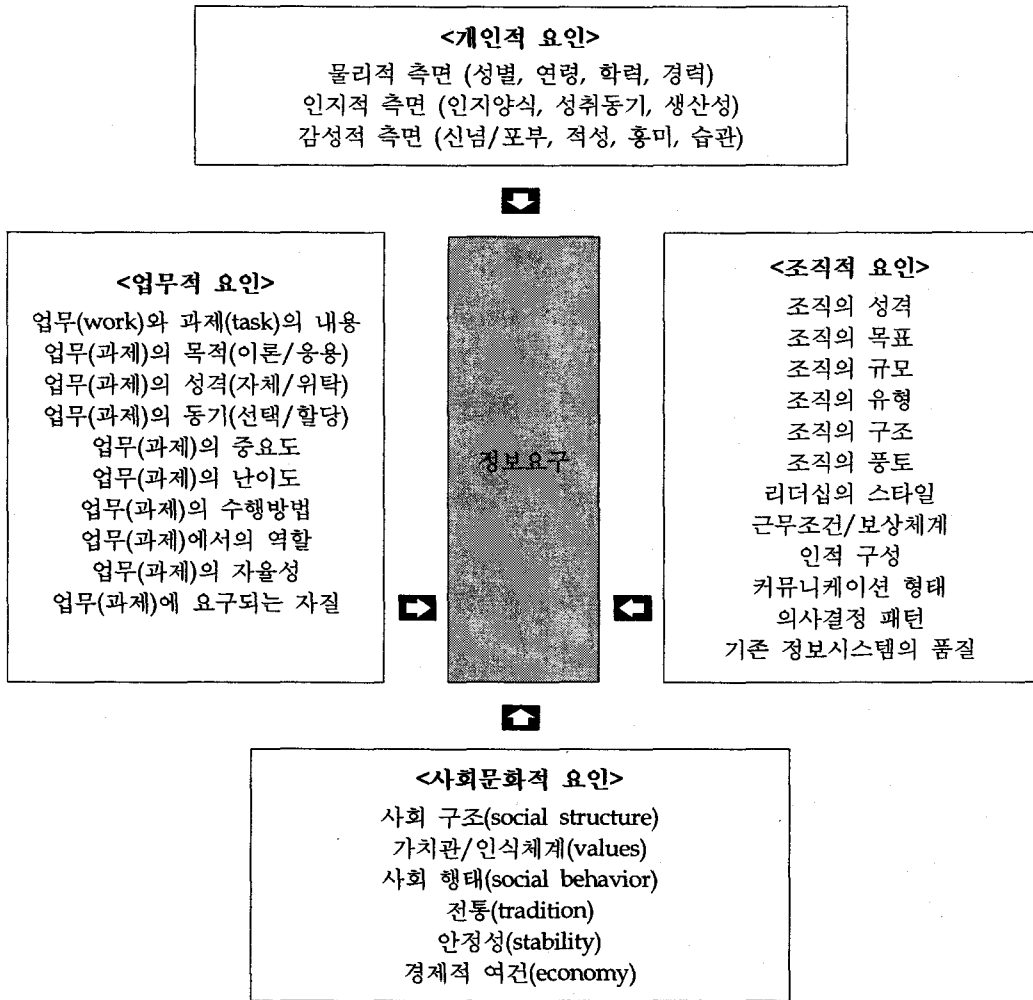 <개인적 요인>
물리적 측면 (성별, 연령, 학력, 경력)
인지적 측면 (인지양식, 성취동기, 생산성)
감성적 측면 (신념/포부, 적성, 흥미, 습관)
<업무적 요인>
업무(work)와 과제(task)의 내용
업무(과제)의 목적(이론/응용)
업무(과제)의 성격(자체/위탁)
업무(과제)의 동기(선택/할당)
업무(과제)의 중요도
업무(과제)의 난이도
업무(과제)의 수행방법
업무(과제)에서의 역할
업무(과제)의 자율성
업무(과제)에 요구되는 자질
정보요구
<조직적 요인>
조직의 성격
조직의 목표
조직의 규모
조직의 유형
조직의 구조
조직의 풍토
리더십의 스타일
근무조건/보상체계
인적 구성
커뮤니케이션 형태
의사결정 패턴
기존 정보시스템의 품질
<사회문화적 요인>
사회 구조(social structure)
가치관/인식체계(values)
사회 행태(social behavior)
전통(tradition)
안정성(stability)
경제적 여건(economy)